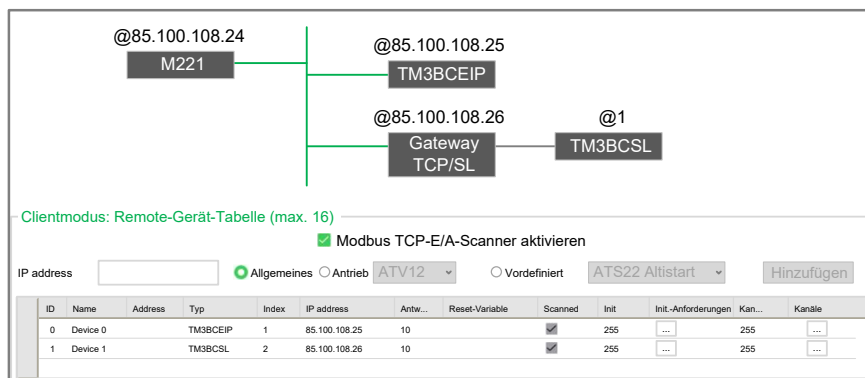 @85.100.108.24
M221
@85.100.108.25
TM3BCEIP
@85.100.108.26 @1
Gateway TCP/SL TM3BCSL
Clientmodus: Remote-Gerät-Tabelle (max. 16)
Modbus TCP-E/A-Scanner aktivieren
IP address Allgemeines Antrieb ATV12 Vordefiniert ATS22 Altistart Hinzufügen
ID Name Address Typ Index IP address Antw... Reset-Variable Scanned Init Init.-Anforderungen Kan... Kanäle
0 Device 0 TM3BCEIP 1 85.100.108.25 10 255 ... 255 ...
1 Device 1 TM3BCSL 2 85.100.108.26 10 255 ... 255 ...